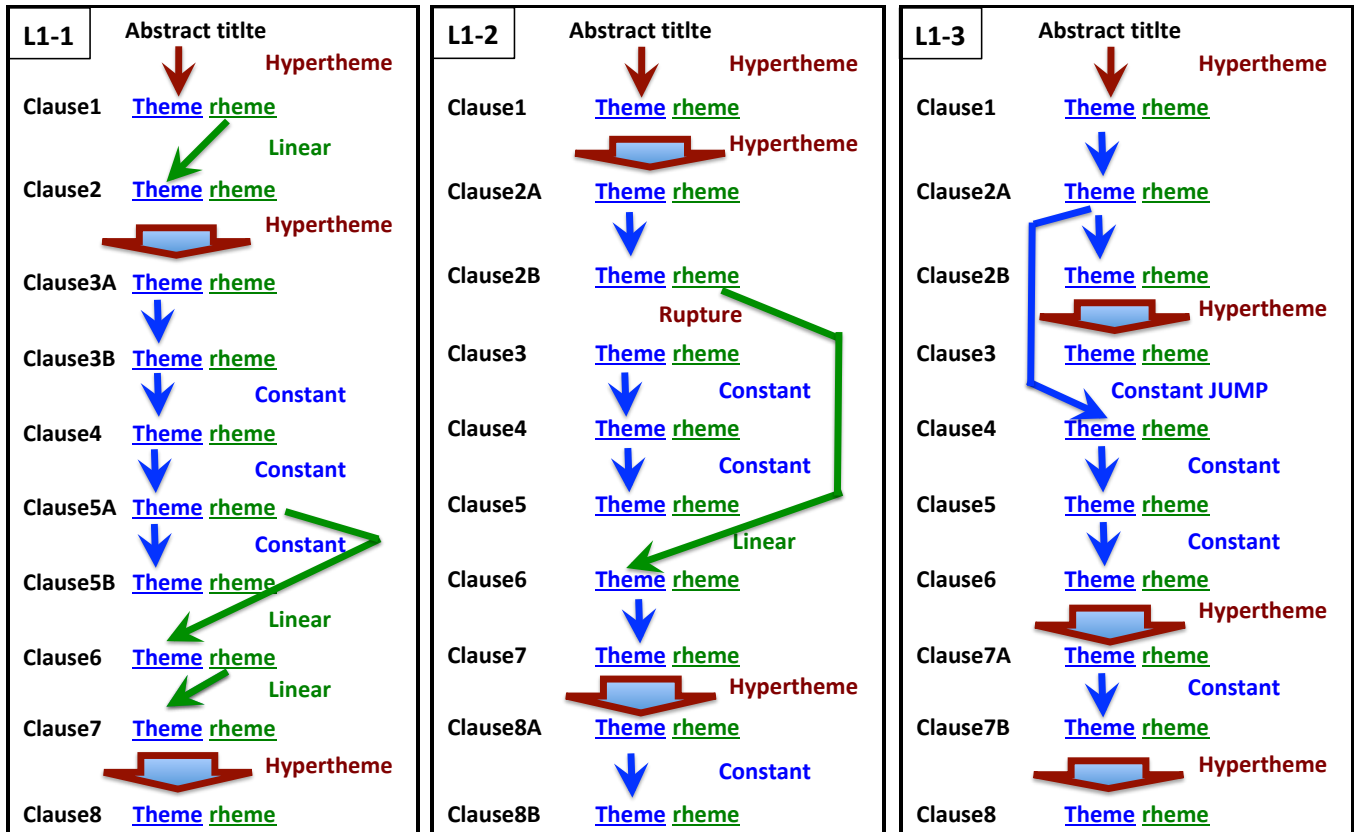 L1-1 Abstract titlte
Hypertheme
Clause1 Theme rheme
Linear
Clause2 Theme rheme
Hypertheme
Clause3A Theme rheme
Clause3B Theme rheme
Constant
Clause4 Theme rheme
Constant
Clause5A Theme rheme
Constant
Clause5B Theme rheme
Linear
Clause6 Theme rheme
Linear
Clause7 Theme rheme
Hypertheme
Clause8 Theme rheme
L1-2 Abstract titlte
Hypertheme
Clause1 Theme rheme
Hypertheme
Clause2A Theme rheme
Clause2B Theme rheme
Rupture
Clause3 Theme rheme
Constant
Clause4 Theme rheme
Constant
Clause5 Theme rheme
Linear
Clause6 Theme rheme
Clause7 Theme rheme
Hypertheme
Clause8A Theme rheme
Constant
Clause8B Theme rheme
L1-3 Abstract titlte
Hypertheme
Clause1 Theme rheme
Clause2A Theme rheme
Clause2B Theme rheme
Hypertheme
Clause3 Theme rheme
Constant JUMP
Clause4 Theme rheme
Constant
Clause5 Theme rheme
Constant
Clause6 Theme rheme
Hypertheme
Clause7A Theme rheme
Constant
Clause7B Theme rheme
Hypertheme
Clause8 Theme rheme